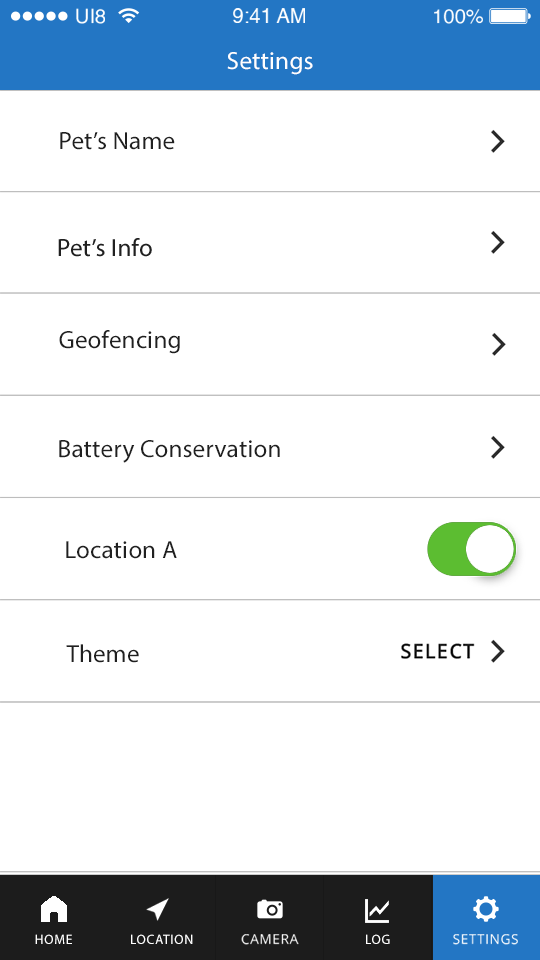 UI8 9:41 AM 100%
Settings
Pet’s Name
Pet’s Info
Geofencing
Battery Conservation
Location A
Theme SELECT
HOME LOCATION CAMERA LOG SETTINGS